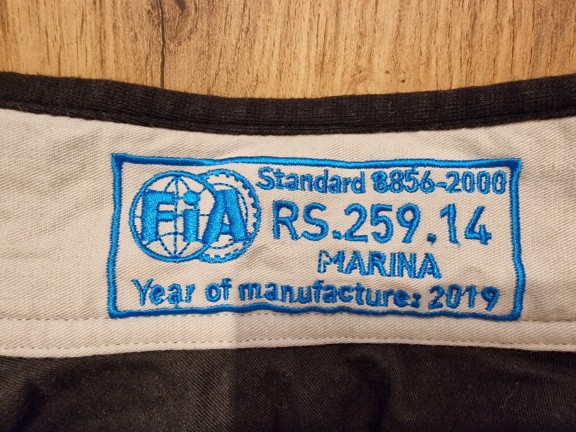 FiA
Standard 8856-2000
RS.259.14
MARINA
Year of manufacture: 2019